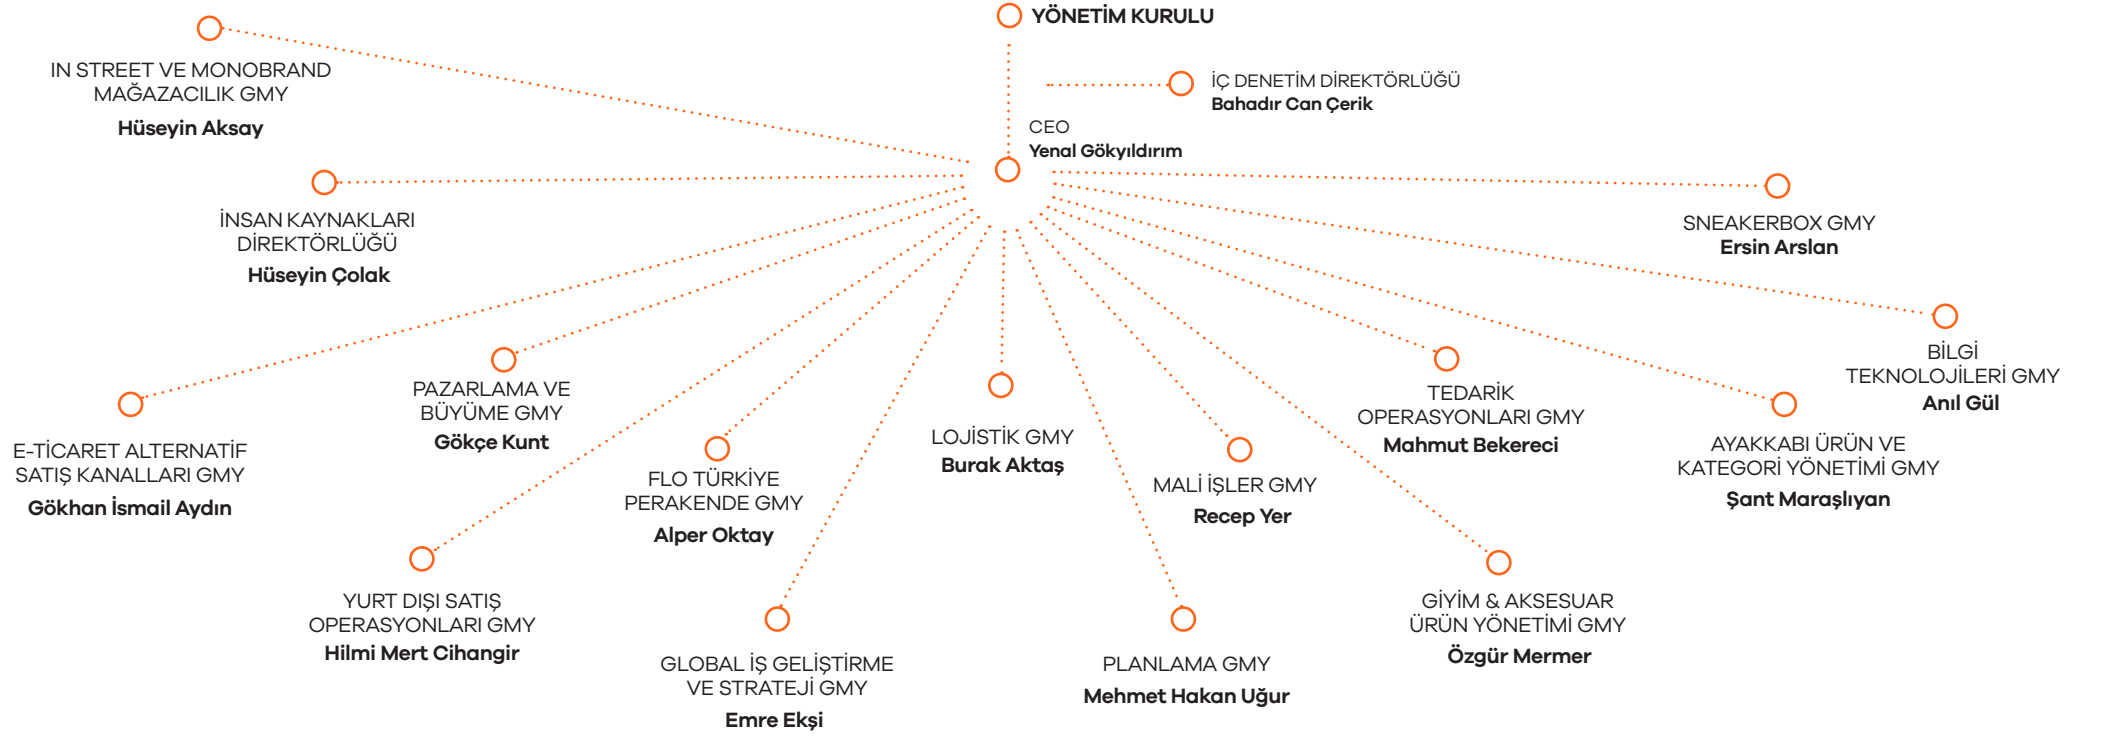 YÖNETİM KURULU
İÇ DENETİM DİREKTÖRLÜĞÜ
Bahadır Can Çerik
CEO
Yenal Gökyıldırım
IN STREET VE MONOBRAND
MAĞAZACILIK GMY
Hüseyin Aksay
İNSAN KAYNAKLARI
DİREKTÖRLÜĞÜ
Hüseyin Çolak
E-TİCARET ALTERNATİF
SATIŞ KANALLARI GMY
Gökhan İsmail Aydın
PAZARLAMA VE
BÜYÜME GMY
Gökçe Kunt
YURT DIŞI SATIŞ
OPERASYONLARI GMY
Hilmi Mert Cihangir
FLO TÜRKİYE
PERAKENDE GMY
Alper Oktay
GLOBAL İŞ GELİŞTİRME
VE STRATEJİ GMY
Emre Ekşi
LOJİSTİK GMY
Burak Aktaş
PLANLAMA GMY
Mehmet Hakan Uğur
MALİ İŞLER GMY
Recep Yer
GİYİM & AKSESUAR
ÜRÜN YÖNETİMİ GMY
Özgür Mermer
TEDARİK
OPERASYONLARI GMY
Mahmut Bekereci
AYAKKABI ÜRÜN VE
KATEGORİ YÖNETİMİ GMY
Şant Maraşlıyan
BİLGİ
TEKNOLOJİLERİ GMY
Anıl Gül
SNEAKERBOX GMY
Ersin Arslan